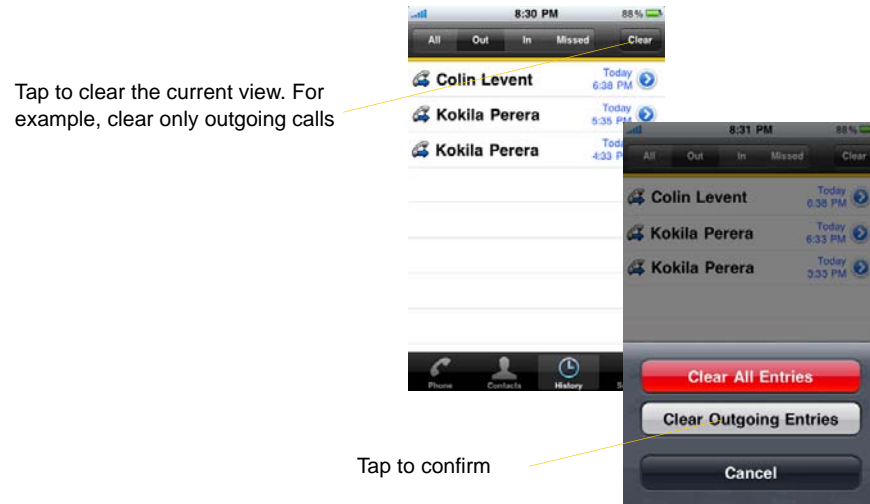 8:30 PM 88%
All Out In Missed Clear
Colin Levent Today 6:38 PM
Kokila Perera Today 5:35 PM
Kokila Perera 4:33
Phone Contacts History
Tap to clear the current view. For
example, clear only outgoing calls
8:31 PM 88%
All Out In Missed Clear
Colin Levent Today 6:38 PM
Kokila Perera Today 6:33 PM
Kokila Perera Today 3:33 PM
Clear All Entries
Clear Outgoing Entries
Cancel
Tap to confirm